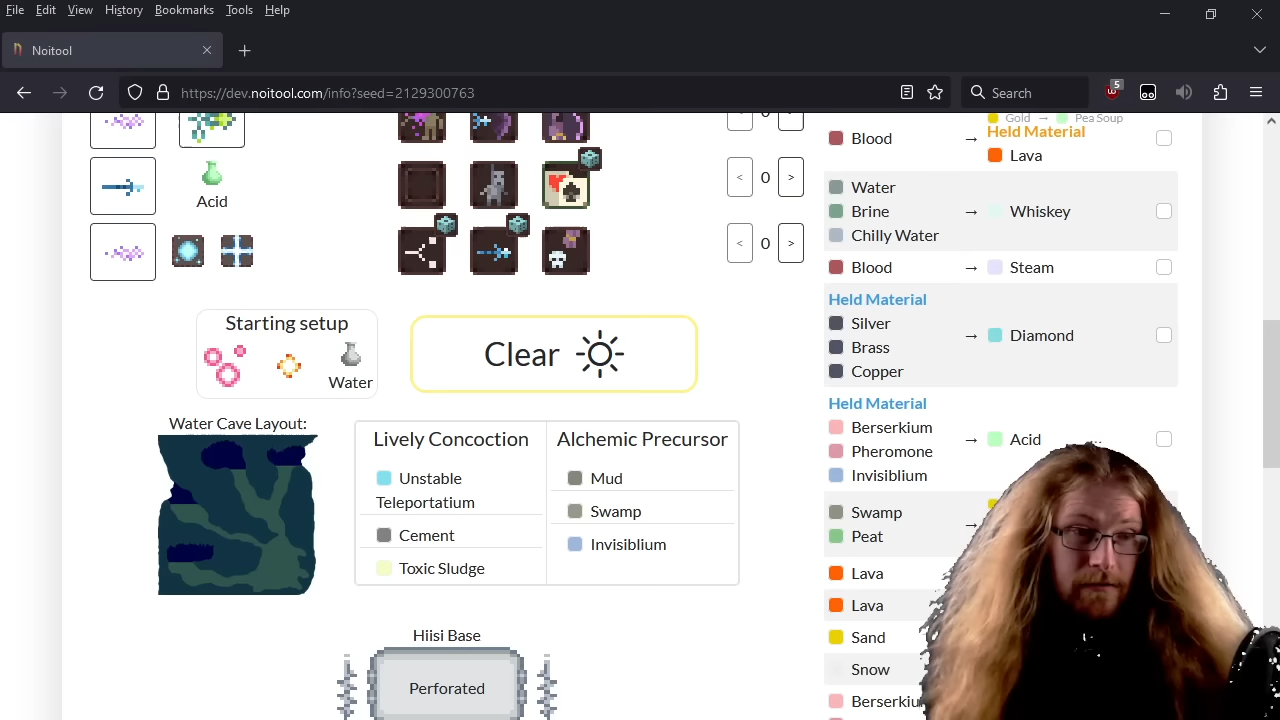 File Edit View History Bookmarks Tools Help
Noitool
https://dev.noitool.com/info?seed=2129300763
Search
5
Gold → Pea Soup
Held Material
Blood → Lava
Acid
< 0 >
< 0 >
Water
Brine → Whiskey
Chilly Water
Blood → Steam
Held Material
Silver
Brass → Diamond
Copper
Held Material
Berserkium
Pheromone → Acid
Invisiblium
Swamp →
Peat
Lava
Lava
Sand
Snow
Starting setup
Water
Clear
Water Cave Layout:
Lively Concoction
Unstable
Teleportatium
Cement
Toxic Sludge
Alchemic Precursor
Mud
Swamp
Invisiblium
Hiisi Base
Perforated